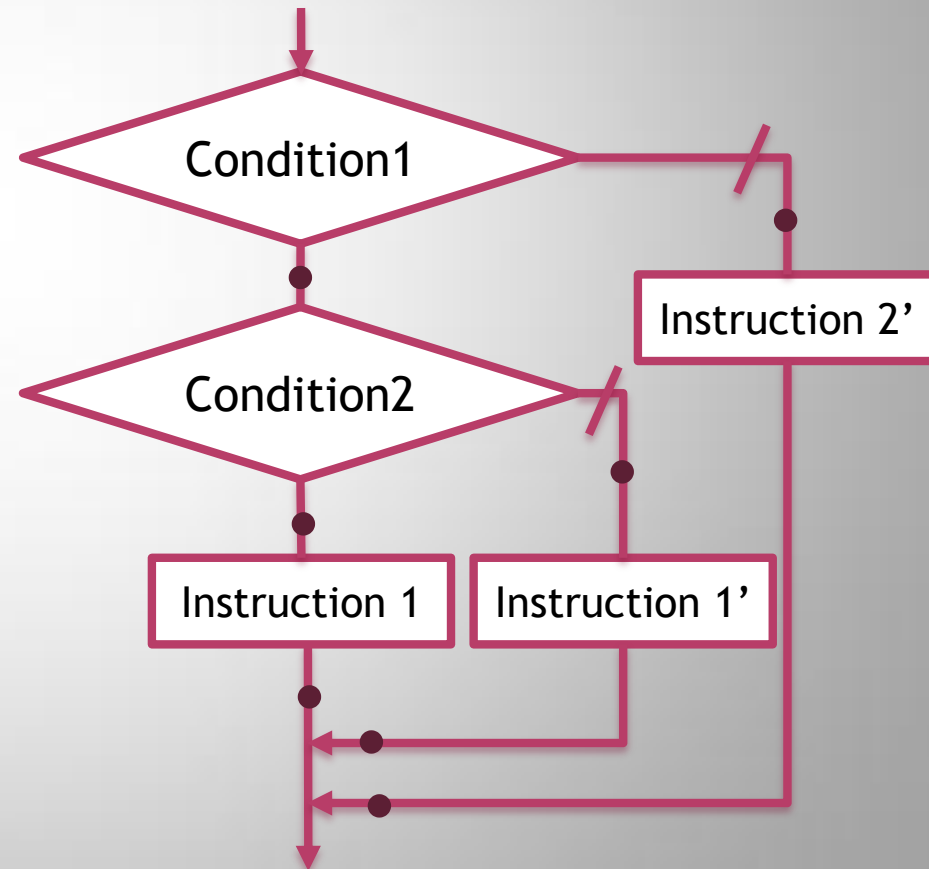 Condition1
Instruction 2’
Condition2
Instruction 1
Instruction 1’